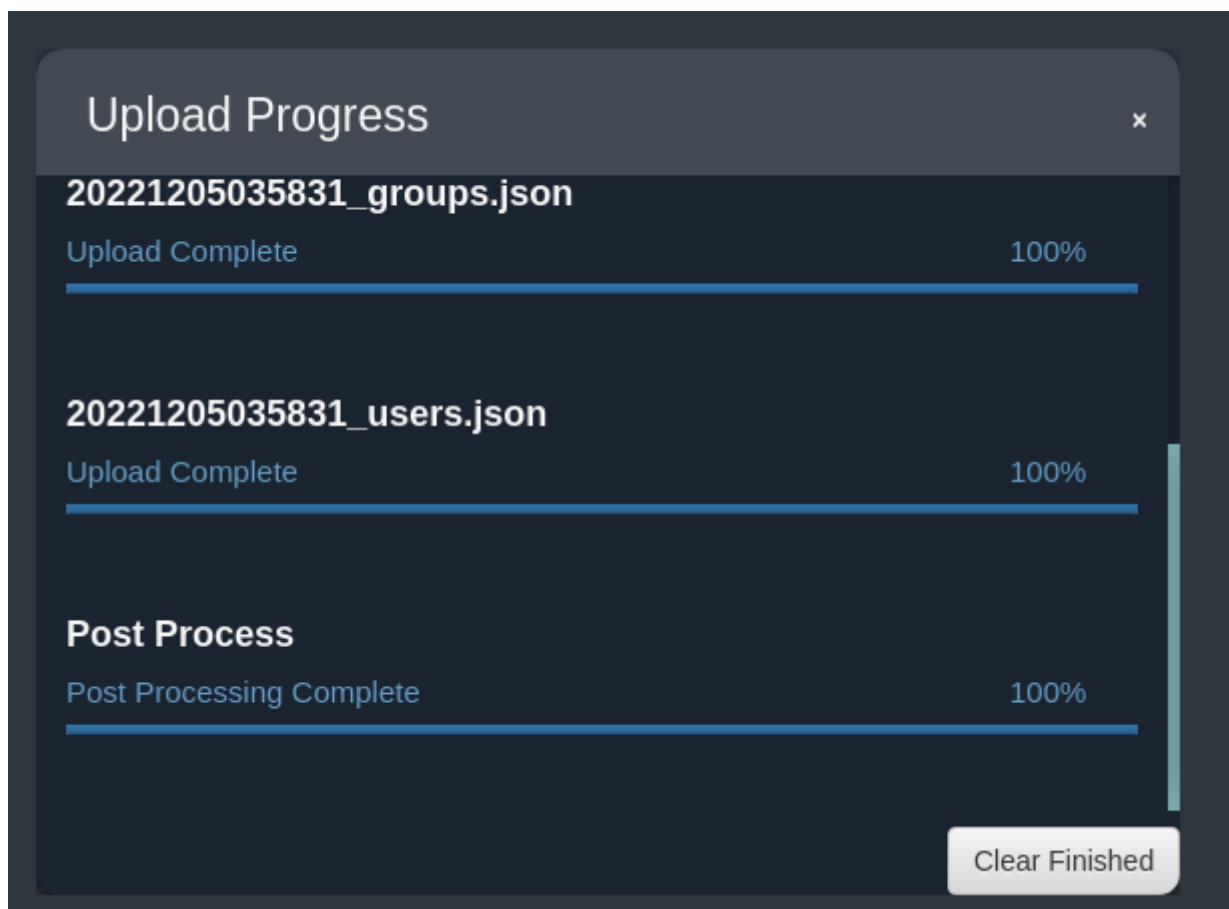 Upload Progress
×
20221205035831_groups.json
Upload Complete 100%
20221205035831_users.json
Upload Complete 100%
Post Process
Post Processing Complete 100%
Clear Finished